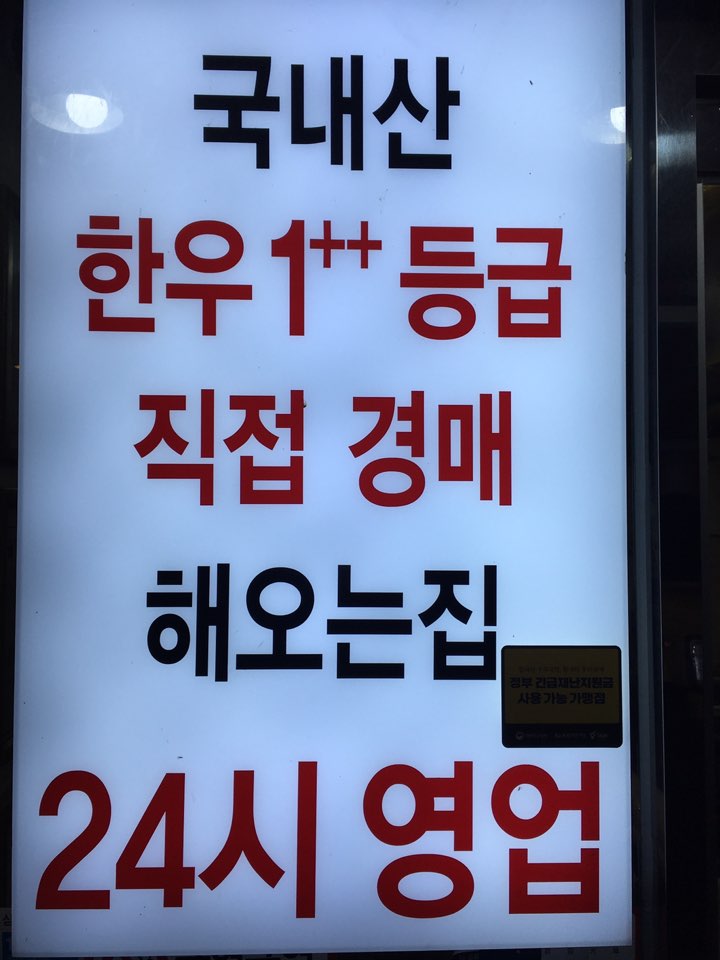 국내산
한우 1++ 등급
직접 경매
해오는집
정부 긴급재난지원금
사용가능 가맹점
24시 영업